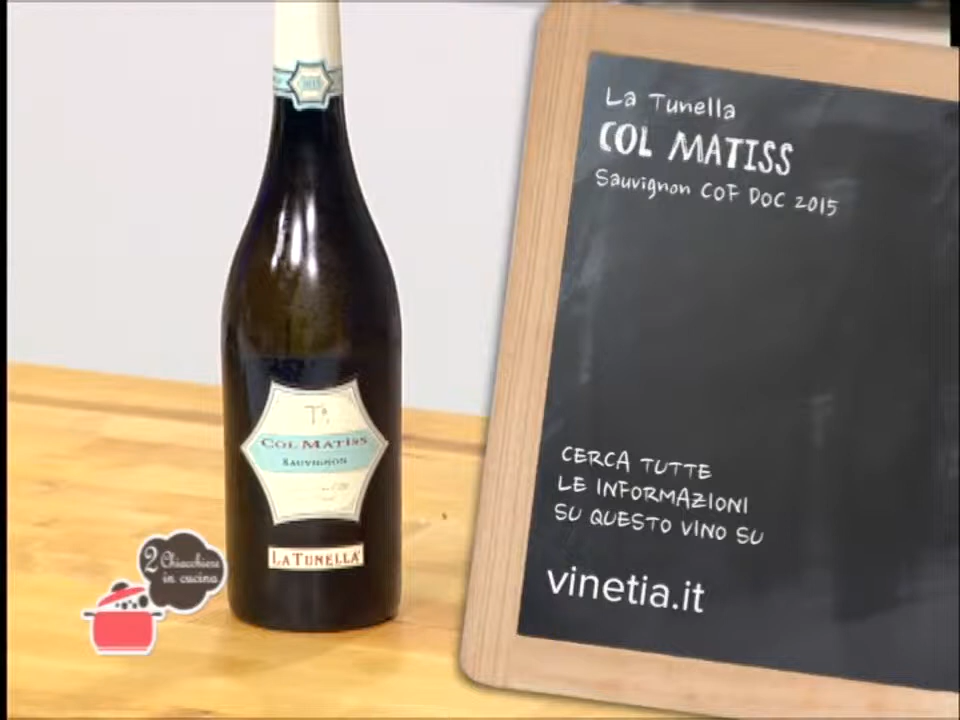 La Tunella
COL MATISS
Sauvignon COF DOC 2015
CERCA TUTTE
LE INFORMAZIONI
SU QUESTO VINO SU
vinetia.it
COL MATISS
SAUVIGNON
LA TUNELLA
2 Chiacchiere
in cucina